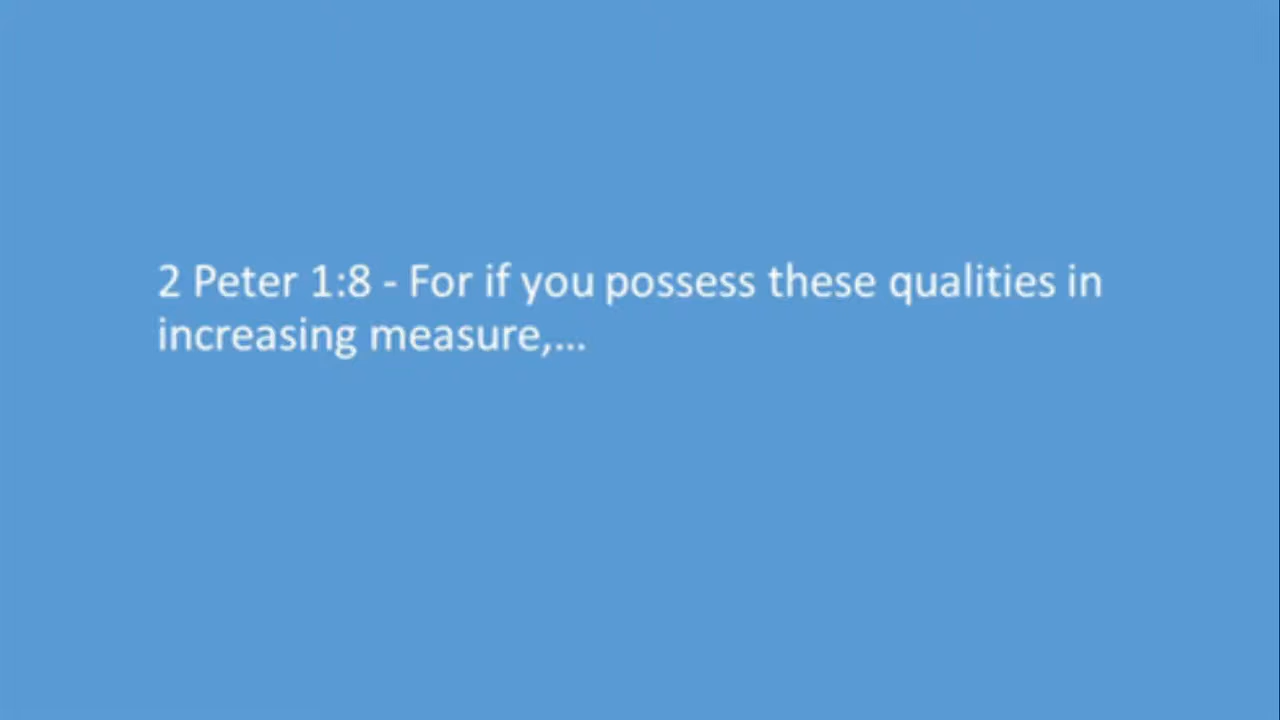 2 Peter 1:8 - For if you possess these qualities in
increasing measure,...